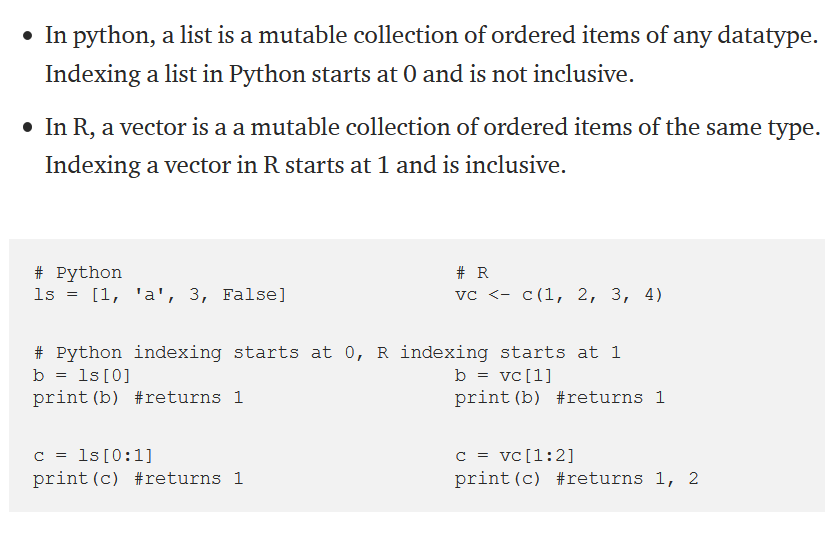 • In python, a list is a mutable collection of ordered items of any datatype.
Indexing a list in Python starts at 0 and is not inclusive.
• In R, a vector is a a mutable collection of ordered items of the same type.
Indexing a vector in R starts at 1 and is inclusive.
# Python # R
ls = [1, 'a', 3, False] vc <- c(1, 2, 3, 4)
# Python indexing starts at 0, R indexing starts at 1
b = ls[0] b = vc[1]
print(b) #returns 1 print(b) #returns 1
c = ls[0:1] c = vc[1:2]
print(c) #returns 1 print(c) #returns 1, 2